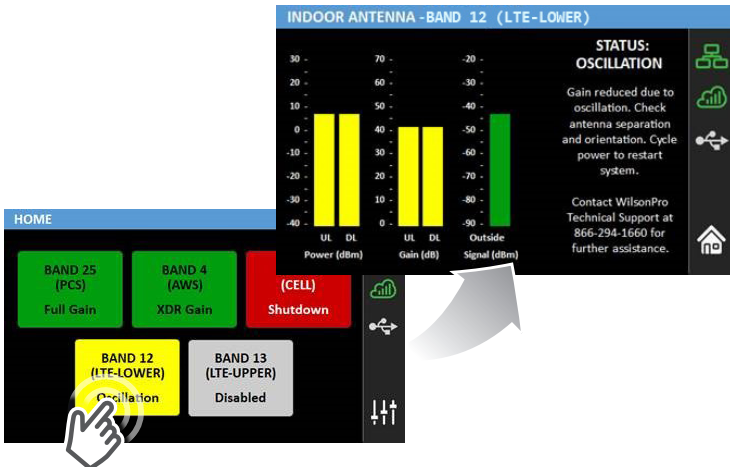 INDOOR ANTENNA -BAND 12 (LTE-LOWER)
30 -
20 -
10 -
0 -
-10 -
-20 -
-30 -
-40 -
UL DL
Power (dBm)
70 -
60 -
50 -
40 -
30 -
20 -
10 -
0 -
UL DL
Gain (dB)
-20 -
-30 -
-40 -
-50 -
-60 -
-70 -
-80 -
-90 -
Outside
Signal (dBm)
STATUS:
OSCILLATION
Gain reduced due to
oscillation. Check
antenna separation
and orientation. Cycle
power to restart
system.
Contact WilsonPro
Technical Support at
866-294-1660 for
further assistance.
HOME
BAND 25
(PCS)
Full Gain
BAND 4
(AWS)
XDR Gain
(CELL)
Shutdown
BAND 12
(LTE-LOWER)
Oscillation
BAND 13
(LTE-UPPER)
Disabled